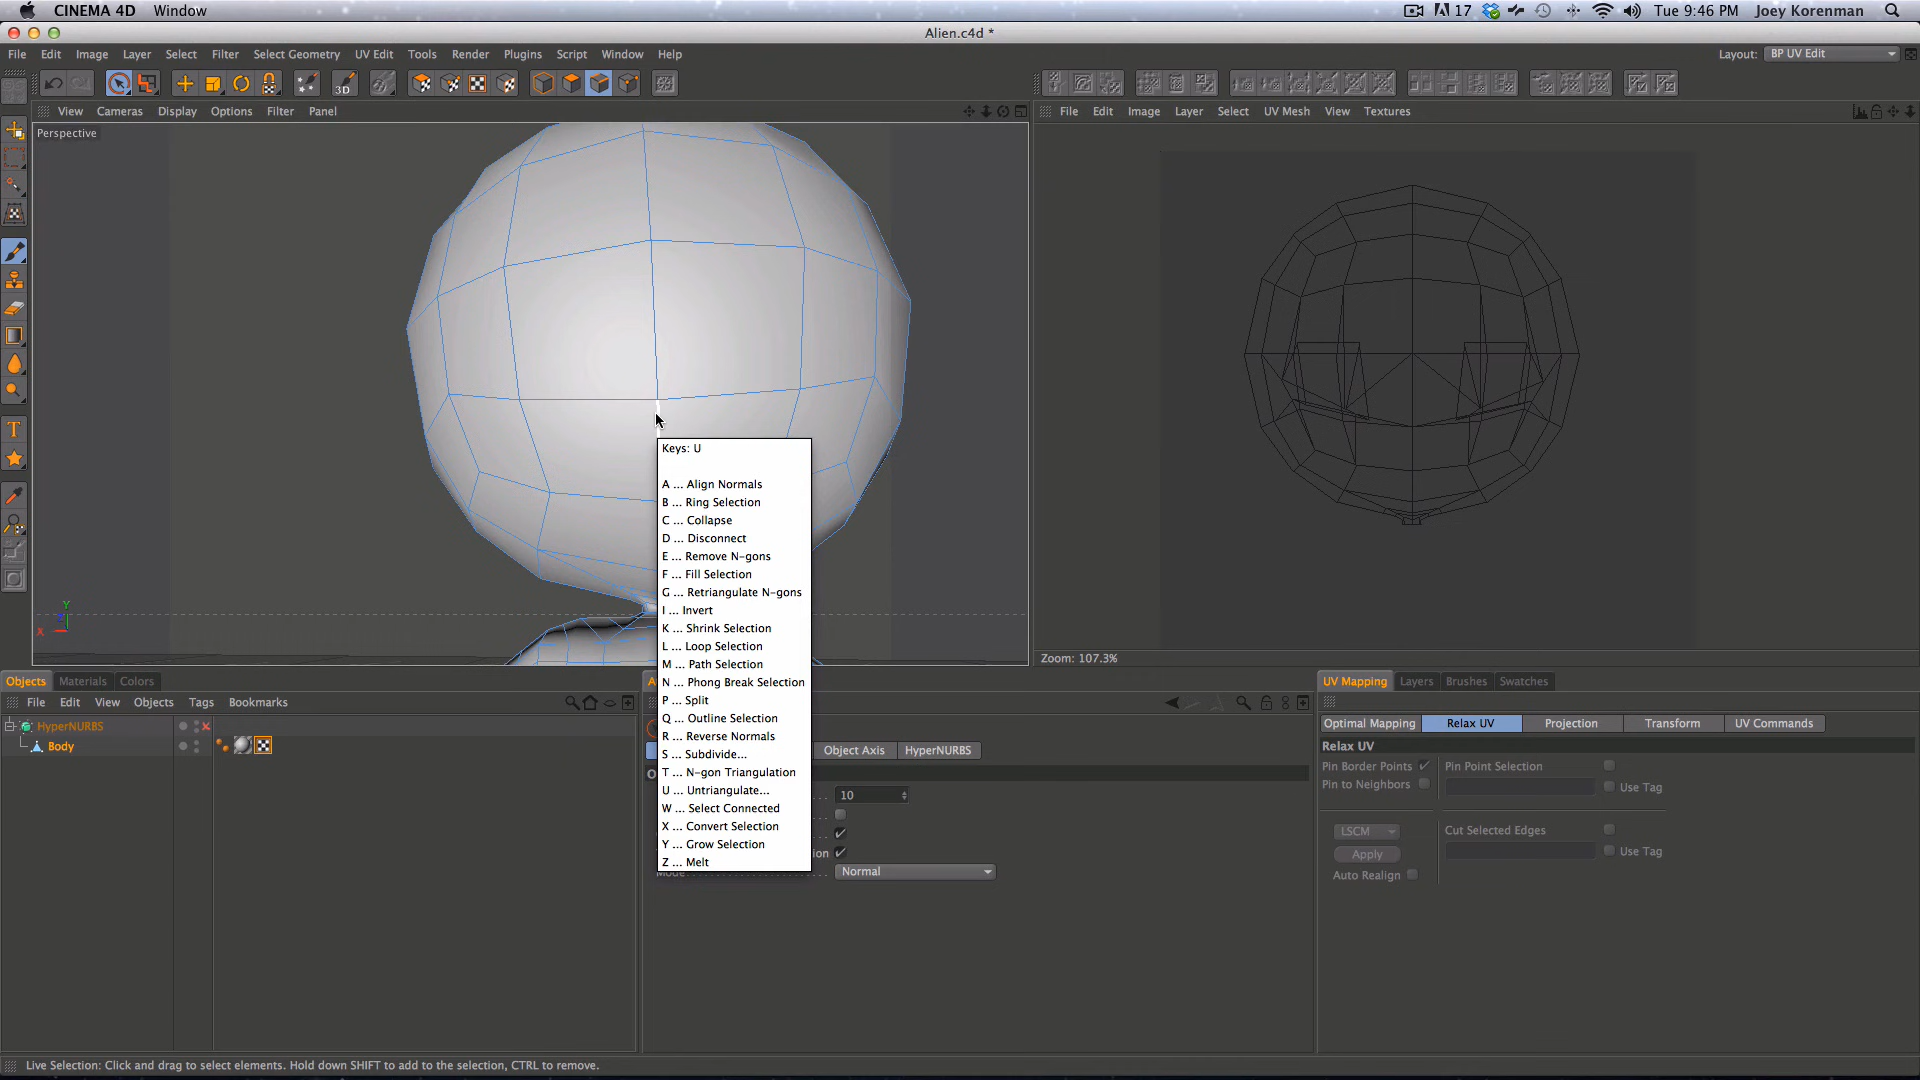 CINEMA 4D Window 17 Tue 9:46 PM Joey Korenman
Alien.c4d *
File Edit Image Layer Select Filter Select Geometry UV Edit Tools Render Plugins Script Window Help Layout: BP UV Edit
3D
View Cameras Display Options Filter Panel
File Edit Image Layer Select UV Mesh View Textures
Perspective
Keys: U
A ... Align Normals
B ... Ring Selection
C ... Collapse
D ... Disconnect
E ... Remove N-gons
F ... Fill Selection
G ... Retriangulate N-gons
I ... Invert
K ... Shrink Selection
L ... Loop Selection
M ... Path Selection
N ... Phong Break Selection
P ... Split
Q ... Outline Selection
R ... Reverse Normals
S ... Subdivide...
T ... N-gon Triangulation
U ... Untriangulate...
W ... Select Connected
X ... Convert Selection
Y ... Grow Selection
Z ... Melt
Y
X
Zoom: 107.3%
Objects Materials Colors
File Edit View Objects Tags Bookmarks
HyperNURBS
Body
Object Axis HyperNURBS
10
Mode
Normal
UV Mapping Layers Brushes Swatches
Optimal Mapping Relax UV Projection Transform UV Commands
Relax UV
Pin Border Points Pin Point Selection
Pin to Neighbors Use Tag
LSCM Cut Selected Edges
Apply Use Tag
Auto Realign
Live Selection: Click and drag to select elements. Hold down SHIFT to add to the selection, CTRL to remove.